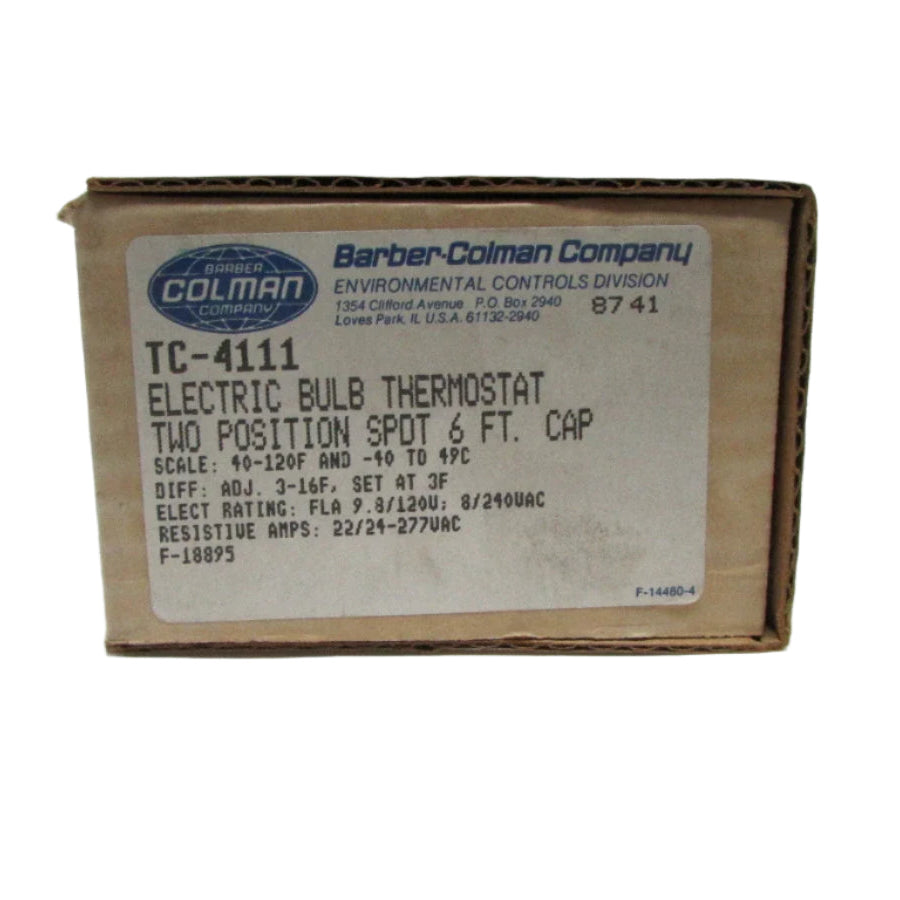 BARBER
COLMAN
COMPANY
Barber-Colman Company
ENVIRONMENTAL CONTROLS DIVISION
1354 Clifford Avenue P.O. Box 2940
Loves Park, IL U.S.A. 61132-2940
8741
TC-4111
ELECTRIC BULB THERMOSTAT
TWO POSITION SPDT 6 FT. CAP
SCALE: 40-120F AND -40 TO 49C
DIFF: ADJ. 3-16F, SET AT 3F
ELECT RATING: FLA 9.8/120V; 8/240VAC
RESISTIVE AMPS: 22/24-277VAC
F-18895
F-14480-4